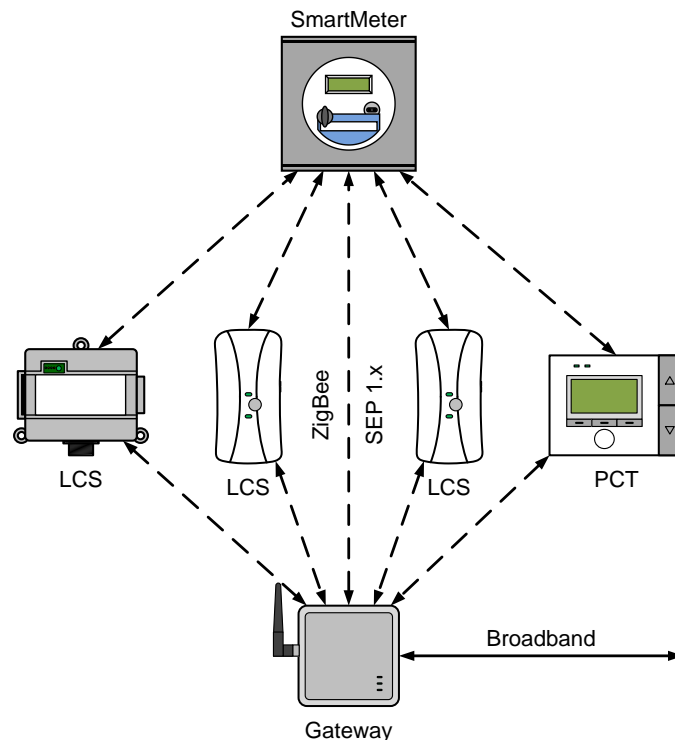 SmartMeter
ZigBee
SEP 1.x
LCS
LCS
LCS
PCT
Broadband
Gateway